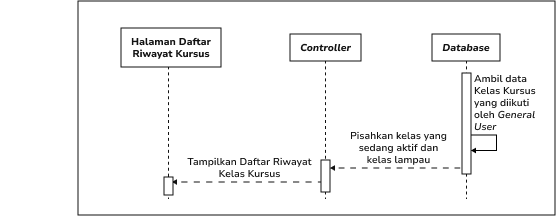 Halaman Daftar
Riwayat Kursus
Controller
Database
Ambil data
Kelas Kursus
yang diikuti
oleh General
User
Pisahkan kelas yang
sedang aktif dan
kelas lampau
Tampilkan Daftar Riwayat
Kelas Kursus